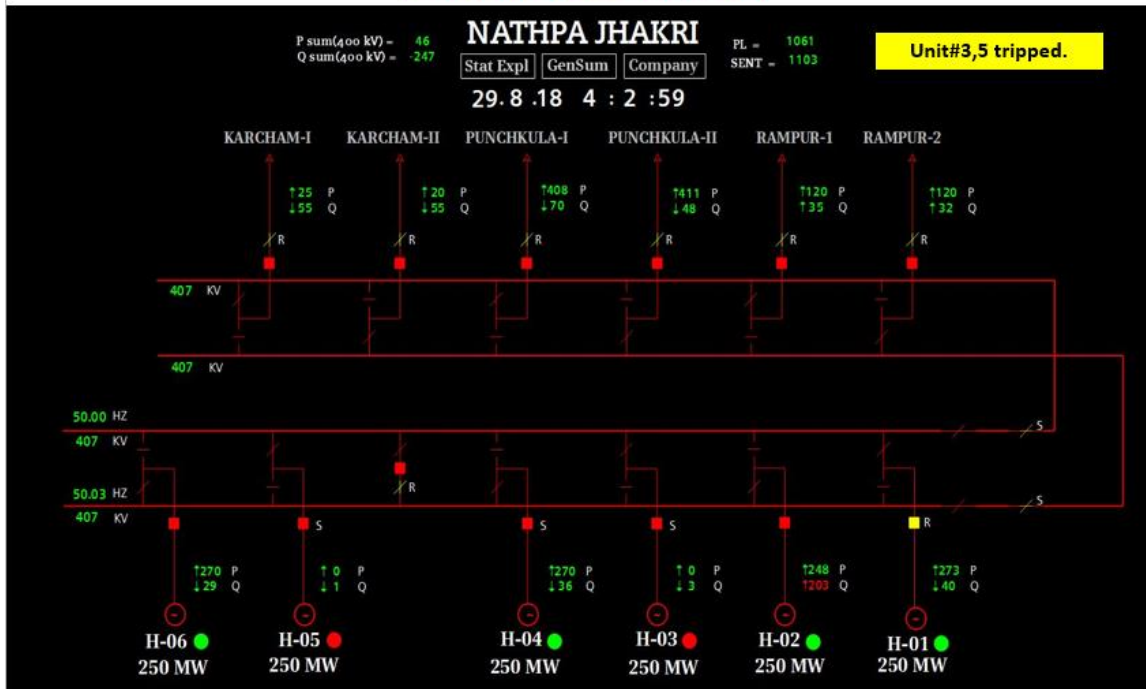 P sum(400 kV) = 46
Q sum(400 kV) = -247
NATHPA JHAKRI
Stat Expl GenSum Company
29.8.18 4:2:59
PL = 1061
SENT = 1103
Unit#3,5 tripped.
KARCHAM-I KARCHAM-II PUNCHKULA-I PUNCHKULA-II RAMPUR-1 RAMPUR-2
↑25 P ↑20 P ↑408 P ↑411 P ↑120 P ↑120 P
↓55 Q ↓55 Q ↓70 Q ↓48 Q ↑35 Q ↑32 Q
R R R R R R
407 KV
407 KV
50.00 HZ
S
407 KV
R
50.03 HZ
S
407 KV
S S S R
↑270 P ↑0 P ↑270 P ↑0 P ↑248 P ↑273 P
↓29 Q ↓1 Q ↓36 Q ↓3 Q ↑203 Q ↓40 Q
H-06 H-05 H-04 H-03 H-02 H-01
250 MW 250 MW 250 MW 250 MW 250 MW 250 MW